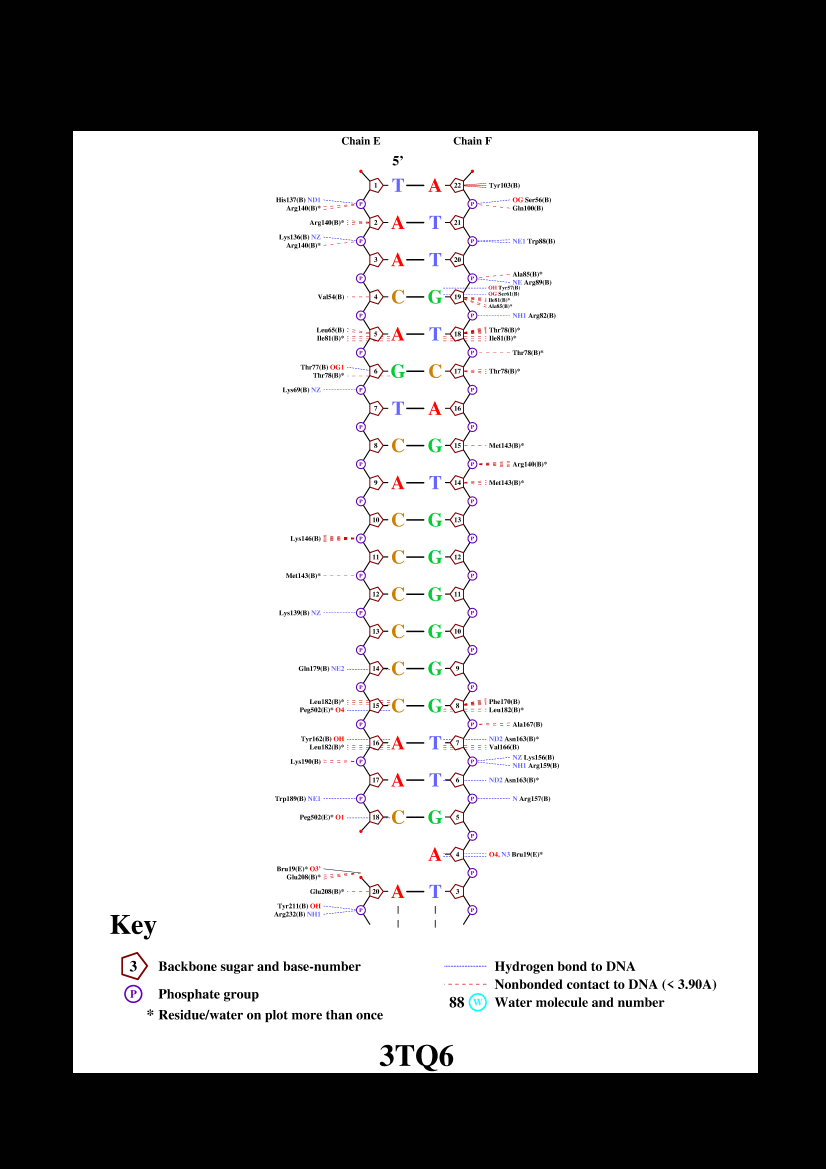 Chain E Chain F
5’
1 T A 22 Tyr103(B)
His137(B) ND1 P P OG Ser56(B)
Arg140(B)* Gln100(B)
Arg140(B)* 2 A T 21
Lys136(B) NZ P P NE1 Trp88(B)
Arg140(B)*
3 A T 20
P P Ala85(B)*
NE Arg89(B)
OH Tyr57(B)
OG Ser61(B)
Val54(B) 4 C G 19 Ile81(B)*
Ala85(B)*
P P NH1 Arg82(B)
Leu65(B) 5 A T 18 Thr78(B)*
Ile81(B)* Ile81(B)*
P P Thr78(B)*
Thr77(B) OG1 6 G C 17 Thr78(B)*
Thr78(B)*
Lys69(B) NZ P P
7 T A 16
P P
8 C G 15 Met143(B)*
P P Arg140(B)*
9 A T 14 Met143(B)*
P P
10 C G 13
Lys146(B) P P
11 C G 12
Met143(B)* P P
12 C G 11
Lys139(B) NZ P P
13 C G 10
P P
Gln179(B) NE2 14 C G 9
P P
Leu182(B)* 15 C G 8 Phe170(B)
Peg502(E)* O4 Leu182(B)*
P P Ala167(B)
Tyr162(B) OH 16 A T 7 ND2 Asn163(B)*
Leu182(B)* Val166(B)
Lys190(B) P P NZ Lys156(B)
NH1 Arg159(B)
17 A T 6 ND2 Asn163(B)*
Trp189(B) NE1 P P N Arg157(B)
Peg502(E)* O1 18 C G 5
P
A 4 O4, N3 Bru19(E)*
Bru19(E)* O3' P
Glu208(B)*
Glu208(B)* 20 A T 3
Tyr211(B) OH P P
Arg232(B) NH1
Key
3 Backbone sugar and base-number
P Phosphate group
* Residue/water on plot more than once
Hydrogen bond to DNA
Nonbonded contact to DNA (< 3.90A)
88 W Water molecule and number
3TQ6